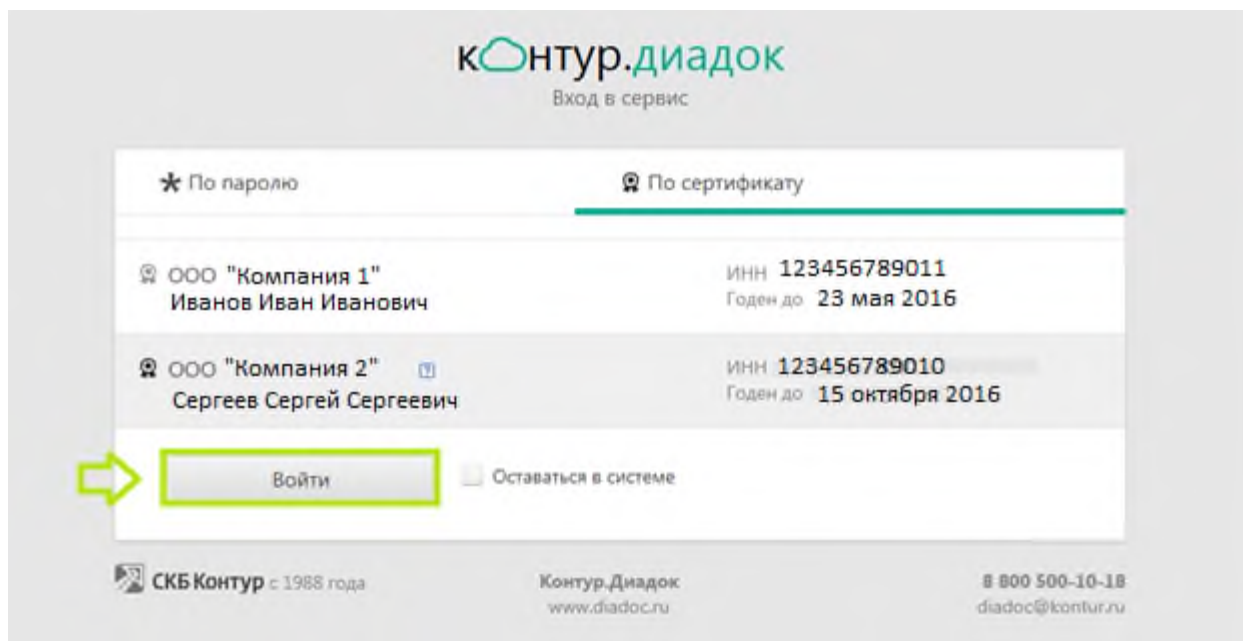 контур.диадок
Вход в сервис
По паролю
По сертификату
ООО "Компания 1"
ИНН 123456789011
Иванов Иван Иванович
Годен до 23 мая 2016
ООО "Компания 2" ?
ИНН 123456789010
Сергеев Сергей Сергеевич
Годен до 15 октября 2016
Войти
Оставаться в системе
СКБ Контур с 1988 года
Контур.Диадок
8 800 500-10-18
www.diadoc.ru
diadoc@kontur.ru